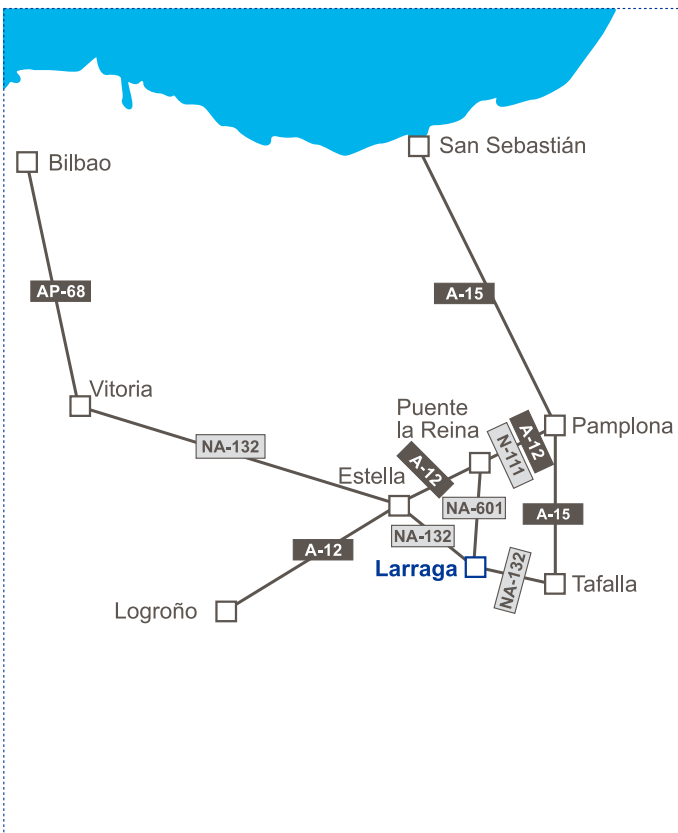 San Sebastián
Bilbao
AP-68
A-15
Vitoria
Puente
la Reina
Pamplona
A-12
N-111
NA-132
A-12
Estella
NA-601
A-15
NA-132
A-12
Larraga
NA-132
Tafalla
Logroño